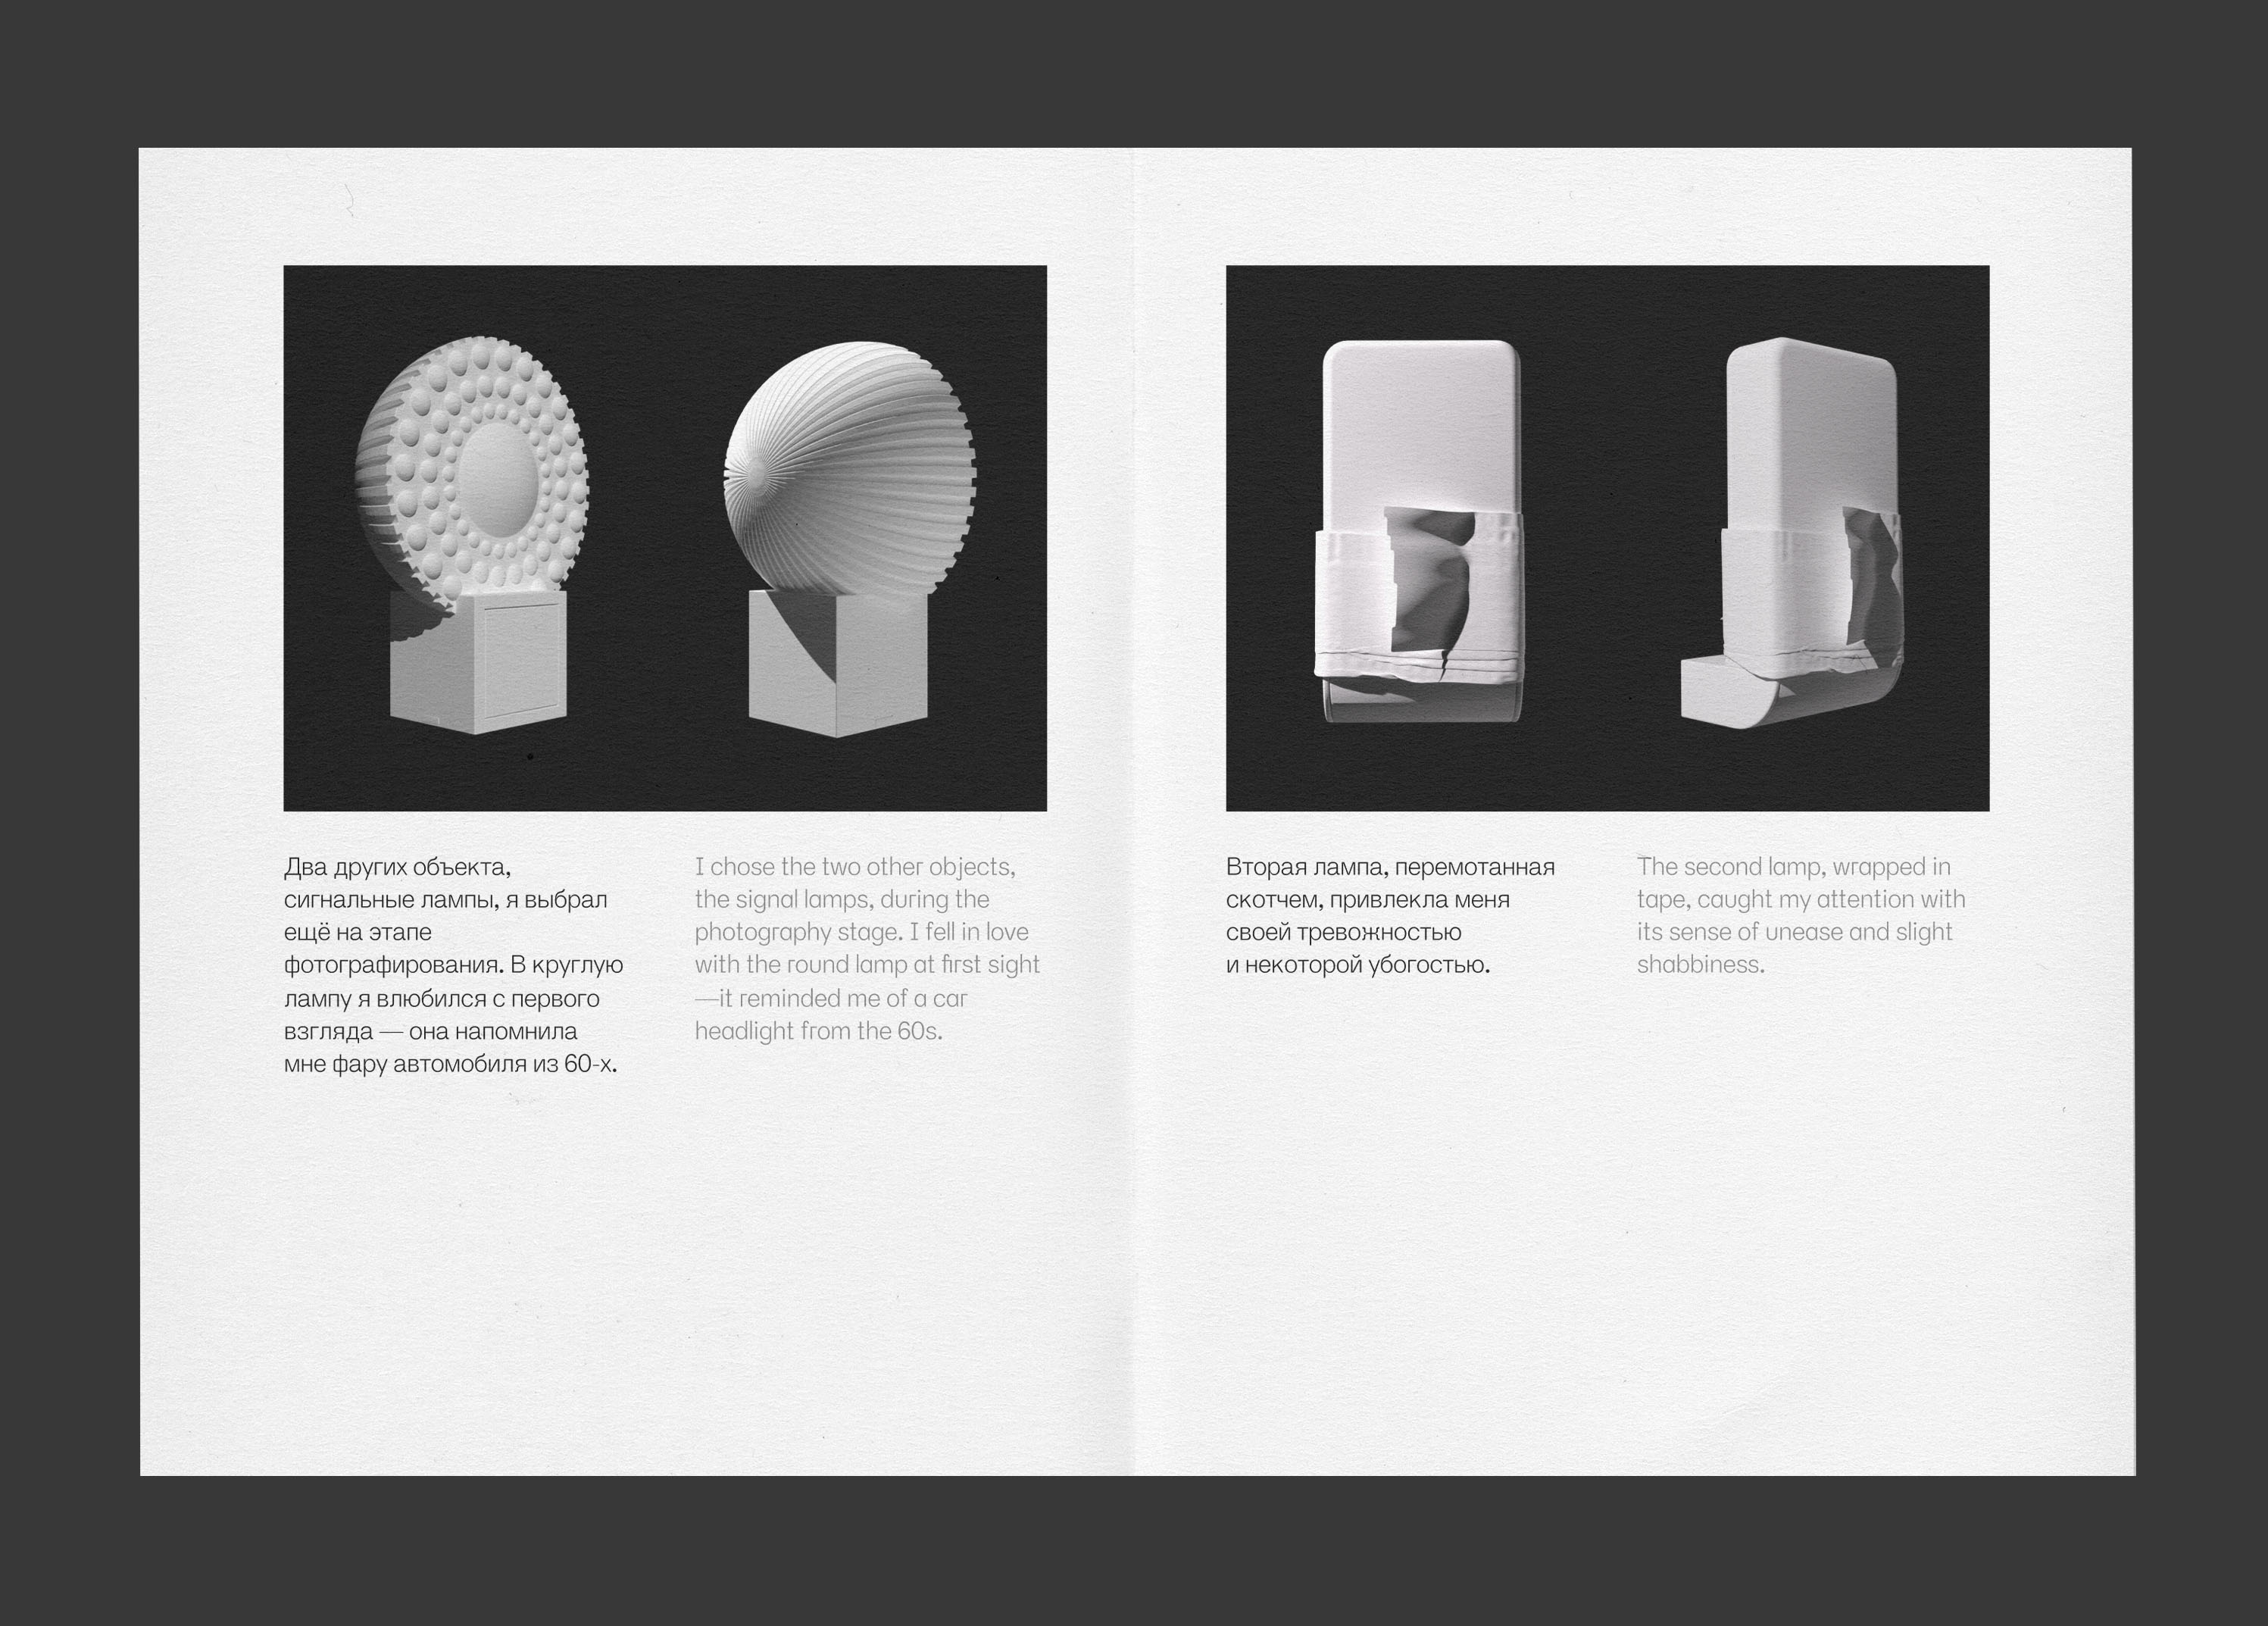 Два других объекта,
сигнальные лампы, я выбрал
ещё на этапе
фотографирования. В круглую
лампу я влюбился с первого
взгляда — она напомнила
мне фару автомобиля из 60-х.
I chose the two other objects,
the signal lamps, during the
photography stage. I fell in love
with the round lamp at first sight
—it reminded me of a car
headlight from the 60s.
Вторая лампа, перемотанная
скотчем, привлекла меня
своей тревожностью
и некоторой убогостью.
The second lamp, wrapped in
tape, caught my attention with
its sense of unease and slight
shabbiness.